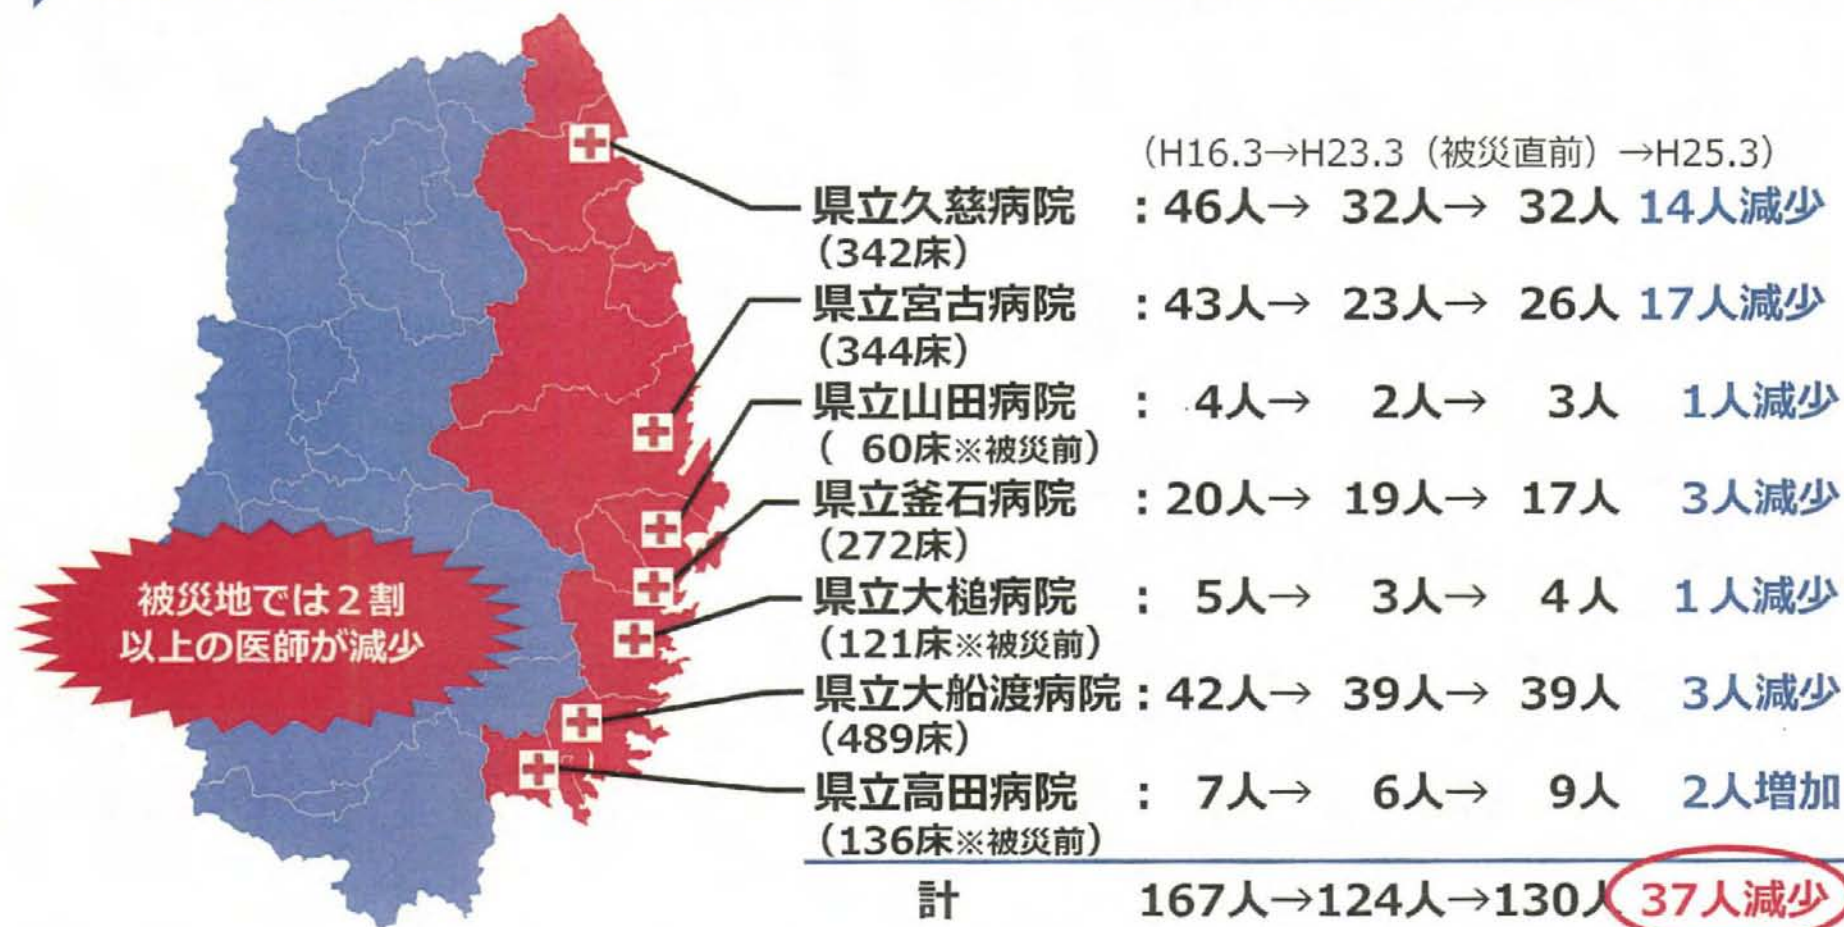 (H16.3→H23.3（被災直前）→H25.3)
県立久慈病院 : 46人→ 32人→ 32人 14人減少
(342床)
県立宮古病院 : 43人→ 23人→ 26人 17人減少
(344床)
県立山田病院 : 4人→ 2人→ 3人 1人減少
( 60床※被災前)
県立釜石病院 : 20人→ 19人→ 17人 3人減少
(272床)
県立大槌病院 : 5人→ 3人→ 4人 1人減少
(121床※被災前)
県立大船渡病院 : 42人→ 39人→ 39人 3人減少
(489床)
県立高田病院 : 7人→ 6人→ 9人 2人増加
(136床※被災前)
計 167人→124人→130人 37人減少
被災地では２割
以上の医師が減少